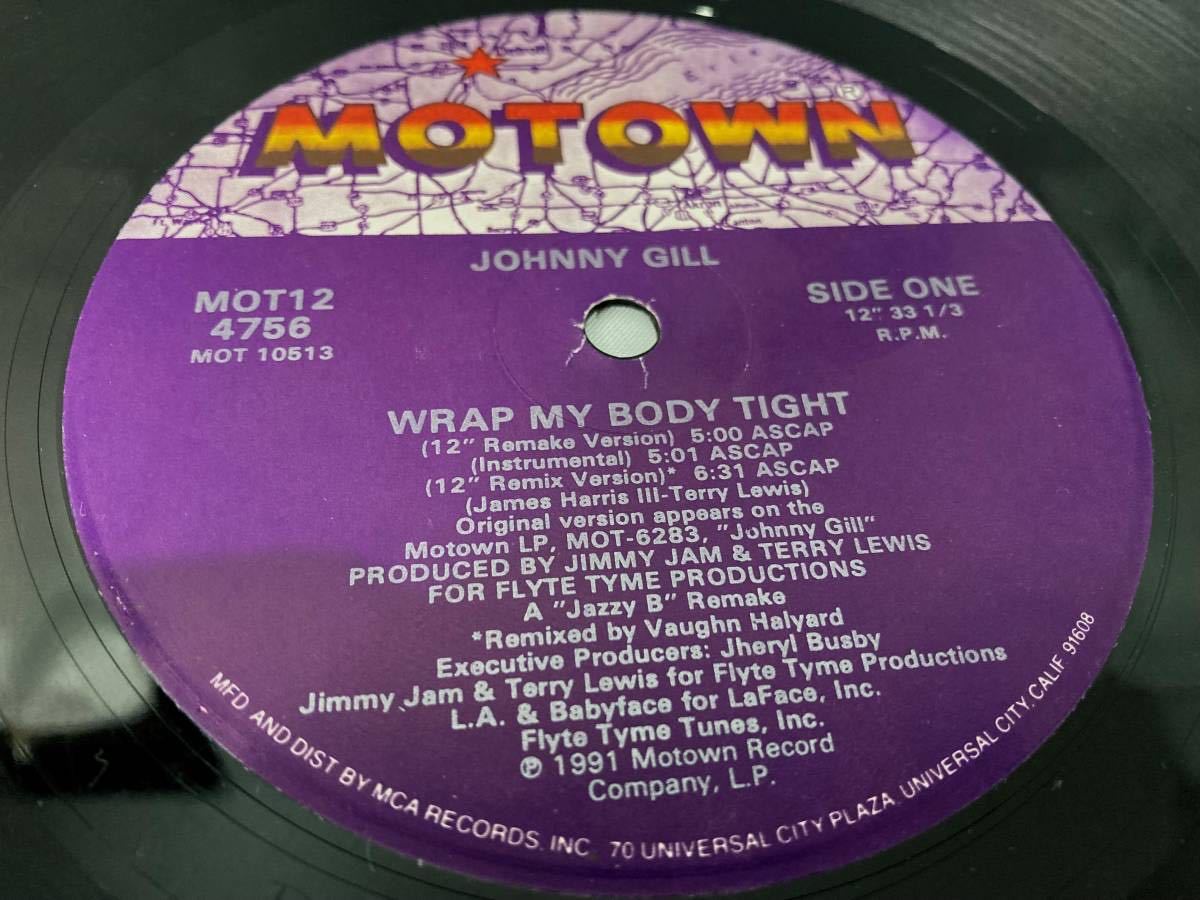 MOTOWN®
JOHNNY GILL
MOT12
4756
MOT 10513
SIDE ONE
12" 33 1/3
R.P.M.
WRAP MY BODY TIGHT
(12" Remake Version) 5:00 ASCAP
(Instrumental) 5:01 ASCAP
(12" Remix Version)* 6:31 ASCAP
(James Harris III-Terry Lewis)
Original version appears on the
Motown LP, MOT-6283, "Johnny Gill"
PRODUCED BY JIMMY JAM & TERRY LEWIS
FOR FLYTE TYME PRODUCTIONS
A "Jazzy B" Remake
*Remixed by Vaughn Halyard
Executive Producers: Jheryl Busby
Jimmy Jam & Terry Lewis for Flyte Tyme Productions
L.A. & Babyface for LaFace, Inc.
Flyte Tyme Tunes, Inc.
℗ 1991 Motown Record
Company, L.P.
MFD AND DIST BY MCA RECORDS, INC. 70 UNIVERSAL CITY PLAZA, UNIVERSAL CITY, CALIF. 91608